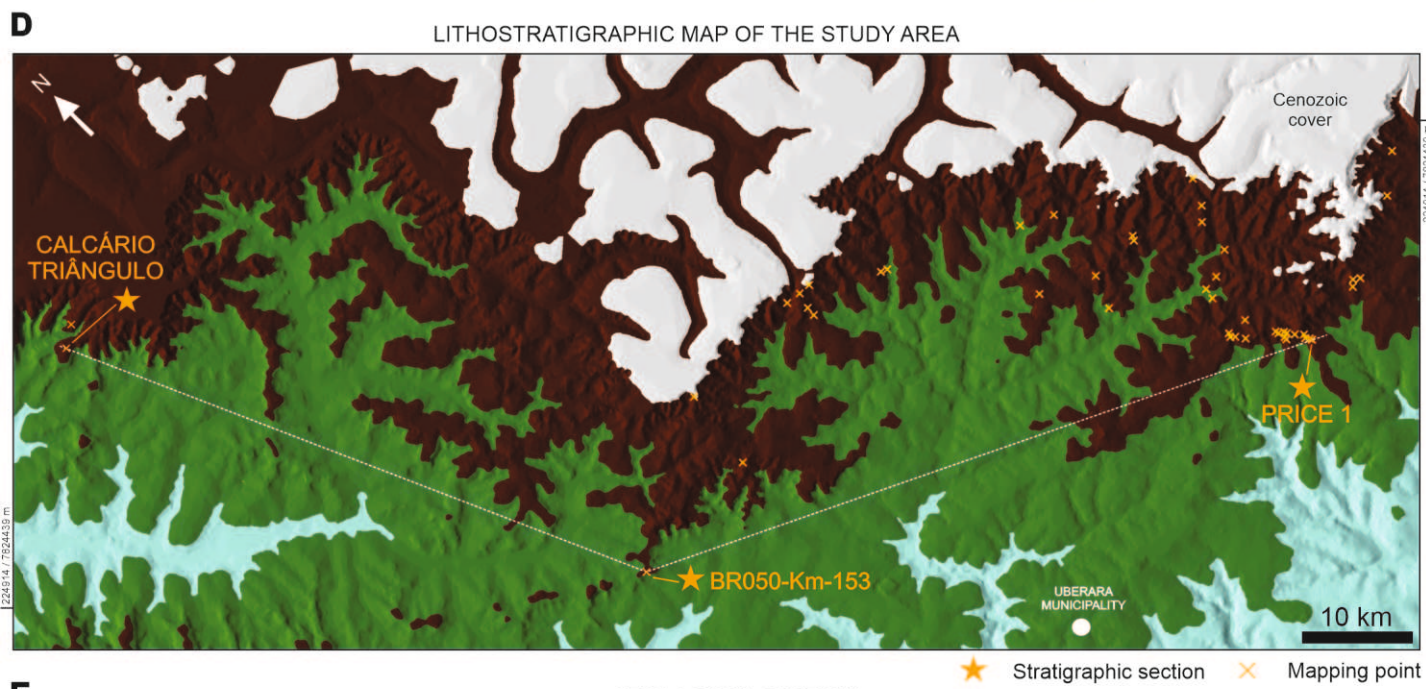 D
LITHOSTRATIGRAPHIC MAP OF THE STUDY AREA
N
Cenozoic
cover
CALCÁRIO
TRIÂNGULO
PRICE 1
BR050-Km-153
UBERARA
MUNICIPALITY
10 km
224914 / 7824439 m
Stratigraphic section
Mapping point